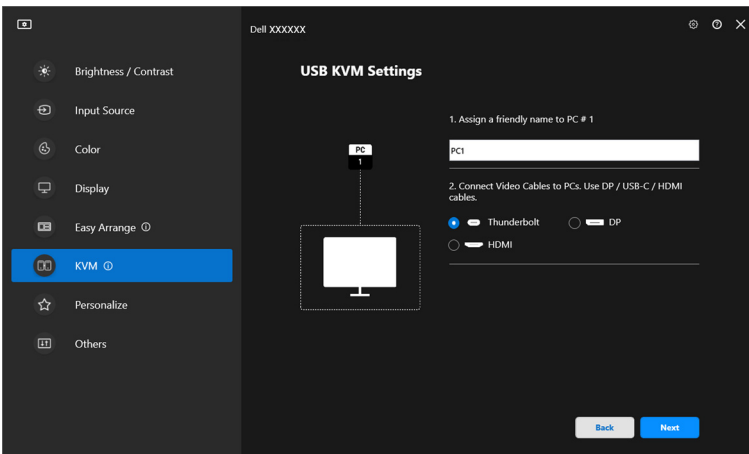 Dell XXXXXX
Brightness / Contrast
Input Source
Color
Display
Easy Arrange
KVM
Personalize
Others
USB KVM Settings
PC
1
1. Assign a friendly name to PC # 1
PC1
2. Connect Video Cables to PCs. Use DP / USB-C / HDMI
cables.
Thunderbolt
DP
HDMI
Back
Next